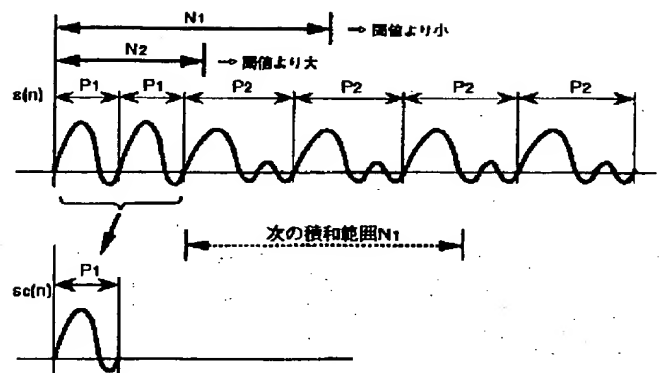 N1
→ 閾値より小
N2
→ 閾値より大
P1 P1 P2 P2 P2 P2
s(n)
次の積和範囲N1
P1
sc(n)